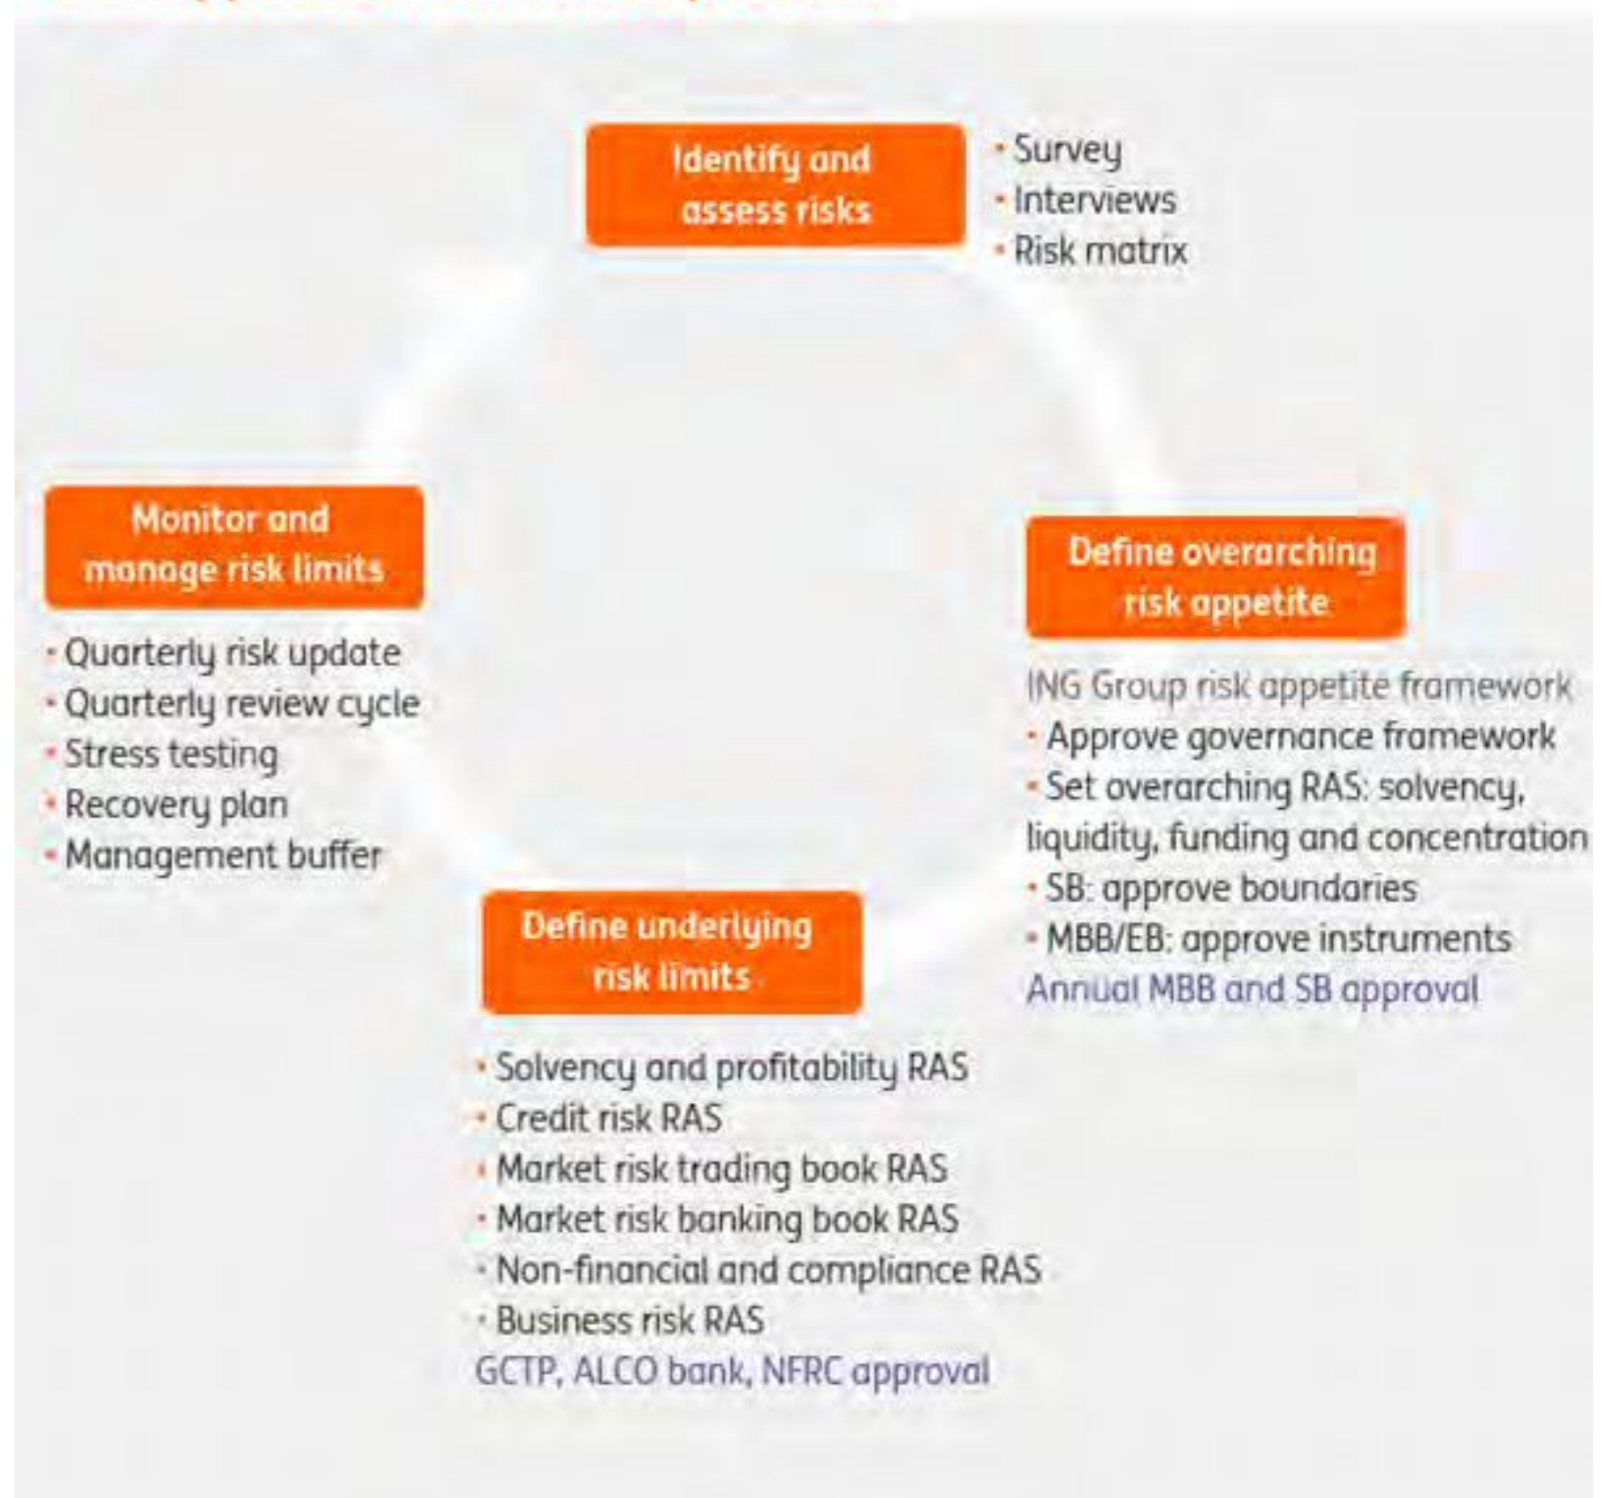 Identify and
assess risks
• Survey
• Interviews
• Risk matrix
Define overarching
risk appetite
ING Group risk appetite framework
• Approve governance framework
• Set overarching RAS: solvency,
liquidity, funding and concentration
• SB: approve boundaries
• MBB/EB: approve instruments
Annual MBB and SB approval
Define underlying
risk limits
• Solvency and profitability RAS
• Credit risk RAS
• Market risk trading book RAS
• Market risk banking book RAS
• Non-financial and compliance RAS
• Business risk RAS
GCTP, ALCO bank, NFRC approval
Monitor and
manage risk limits
• Quarterly risk update
• Quarterly review cycle
• Stress testing
• Recovery plan
• Management buffer